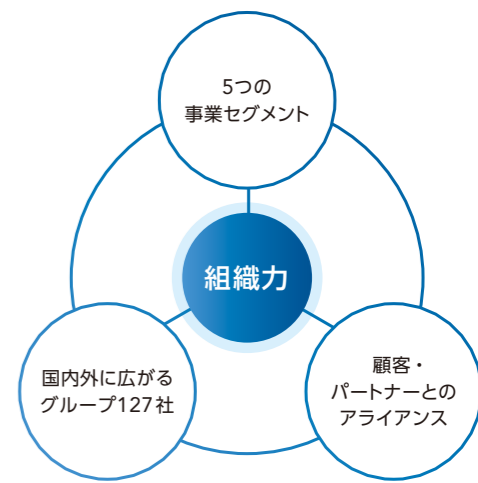 5つの
事業セグメント
組織力
国内外に広がる
グループ127社
顧客・
パートナーとの
アライアンス